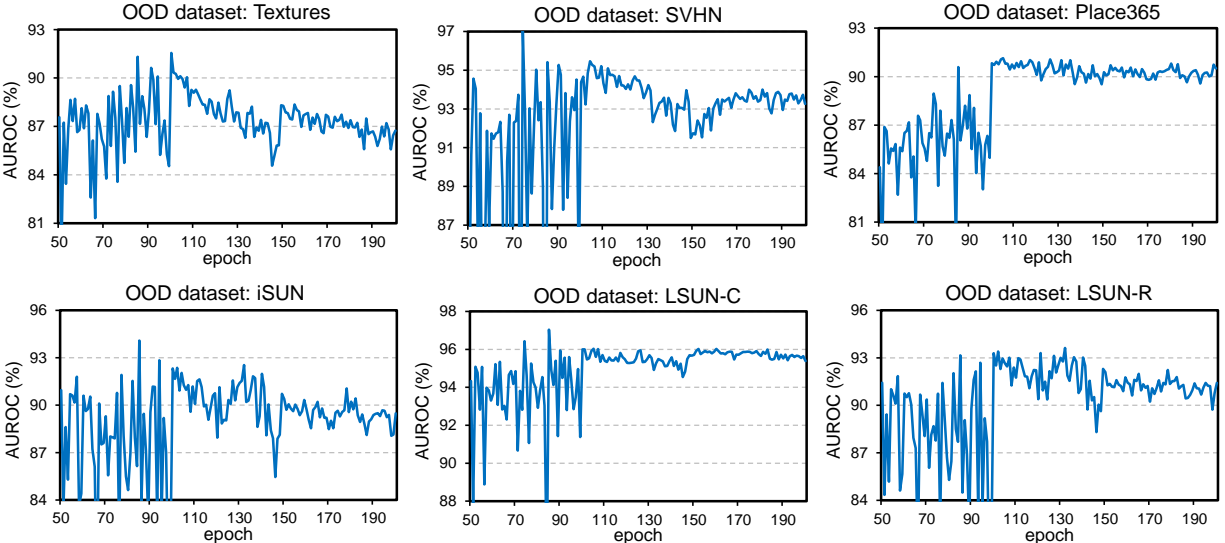 OOD dataset: Textures
AUROC (%)
93
90
87
84
81
50 70 90 110 130 150 170 190
epoch
OOD dataset: SVHN
AUROC (%)
97
95
93
91
89
87
50 70 90 110 130 150 170 190
epoch
OOD dataset: Place365
AUROC (%)
93
90
87
84
81
50 70 90 110 130 150 170 190
epoch
OOD dataset: iSUN
AUROC (%)
96
93
90
87
84
50 70 90 110 130 150 170 190
epoch
OOD dataset: LSUN-C
AUROC (%)
98
96
94
92
90
88
50 70 90 110 130 150 170 190
epoch
OOD dataset: LSUN-R
AUROC (%)
96
93
90
87
84
50 70 90 110 130 150 170 190
epoch